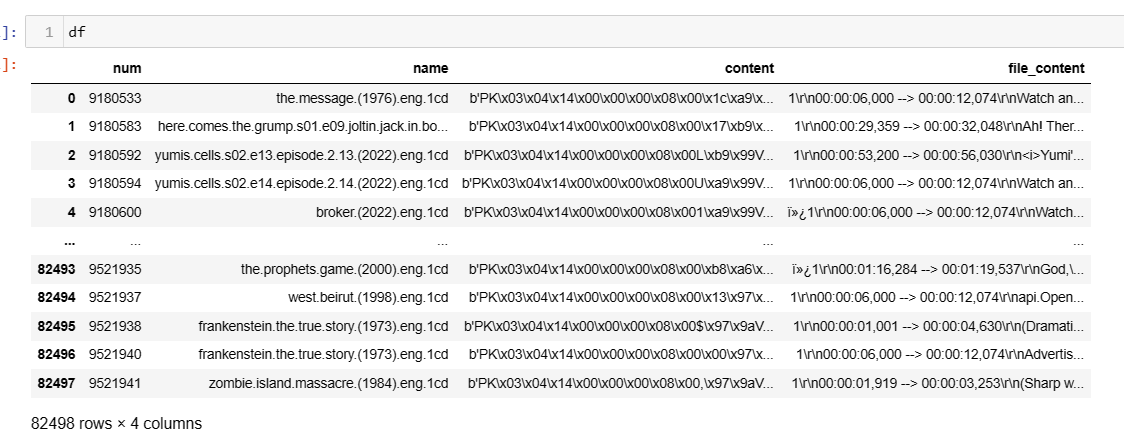 ]: 1 df
]:
num name content file_content
0 9180533 the.message.(1976).eng.1cd b'PK\x03\x04\x14\x00\x00\x00\x08\x00\x1c\xa9\x... 1\r\n00:00:06,000 --> 00:00:12,074\r\nWatch an...
1 9180583 here.comes.the.grump.s01.e09.joltin.jack.in.bo... b'PK\x03\x04\x14\x00\x00\x00\x08\x00\x17\xb9\x... 1\r\n00:00:29,359 --> 00:00:32,048\r\nAh! Ther...
2 9180592 yumis.cells.s02.e13.episode.2.13.(2022).eng.1cd b'PK\x03\x04\x14\x00\x00\x00\x08\x00L\xb9\x99V... 1\r\n00:00:53,200 --> 00:00:56,030\r\n<i>Yumi'...
3 9180594 yumis.cells.s02.e14.episode.2.14.(2022).eng.1cd b'PK\x03\x04\x14\x00\x00\x00\x08\x00U\xa9\x99V... 1\r\n00:00:06,000 --> 00:00:12,074\r\nWatch an...
4 9180600 broker.(2022).eng.1cd b'PK\x03\x04\x14\x00\x00\x00\x08\x001\xa9\x99V... ï»¿1\r\n00:00:06,000 --> 00:00:12,074\r\nWatch...
... ... ... ... ...
82493 9521935 the.prophets.game.(2000).eng.1cd b'PK\x03\x04\x14\x00\x00\x00\x08\x00\xb8\xa6\x... ï»¿1\r\n00:01:16,284 --> 00:01:19,537\r\nGod,\...
82494 9521937 west.beirut.(1998).eng.1cd b'PK\x03\x04\x14\x00\x00\x00\x08\x00\x13\x97\x... 1\r\n00:00:06,000 --> 00:00:12,074\r\napi.Open...
82495 9521938 frankenstein.the.true.story.(1973).eng.1cd b'PK\x03\x04\x14\x00\x00\x00\x08\x00$\x97\x9aV... 1\r\n00:00:01,001 --> 00:00:04,630\r\n(Dramati...
82496 9521940 frankenstein.the.true.story.(1973).eng.1cd b'PK\x03\x04\x14\x00\x00\x00\x08\x00\x00\x97\x... 1\r\n00:00:06,000 --> 00:00:12,074\r\nAdvertis...
82497 9521941 zombie.island.massacre.(1984).eng.1cd b'PK\x03\x04\x14\x00\x00\x00\x08\x00,\x97\x9aV... 1\r\n00:00:01,919 --> 00:00:03,253\r\n(Sharp w...
82498 rows × 4 columns